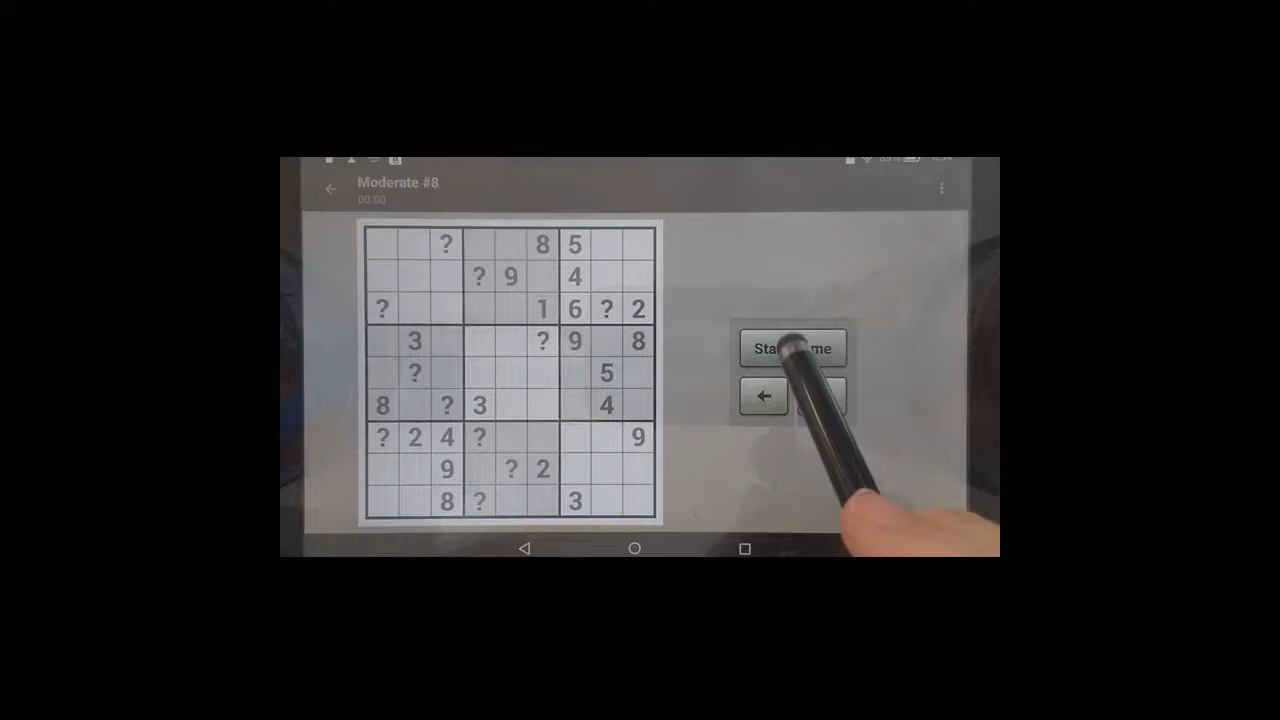 Moderate #8
00:00
? 8 5
? 9 4
? 1 6 ? 2
3 ? 9 8
? 5
8 ? 3 4
? 2 4 ? 9
9 ? 2
8 ? 3